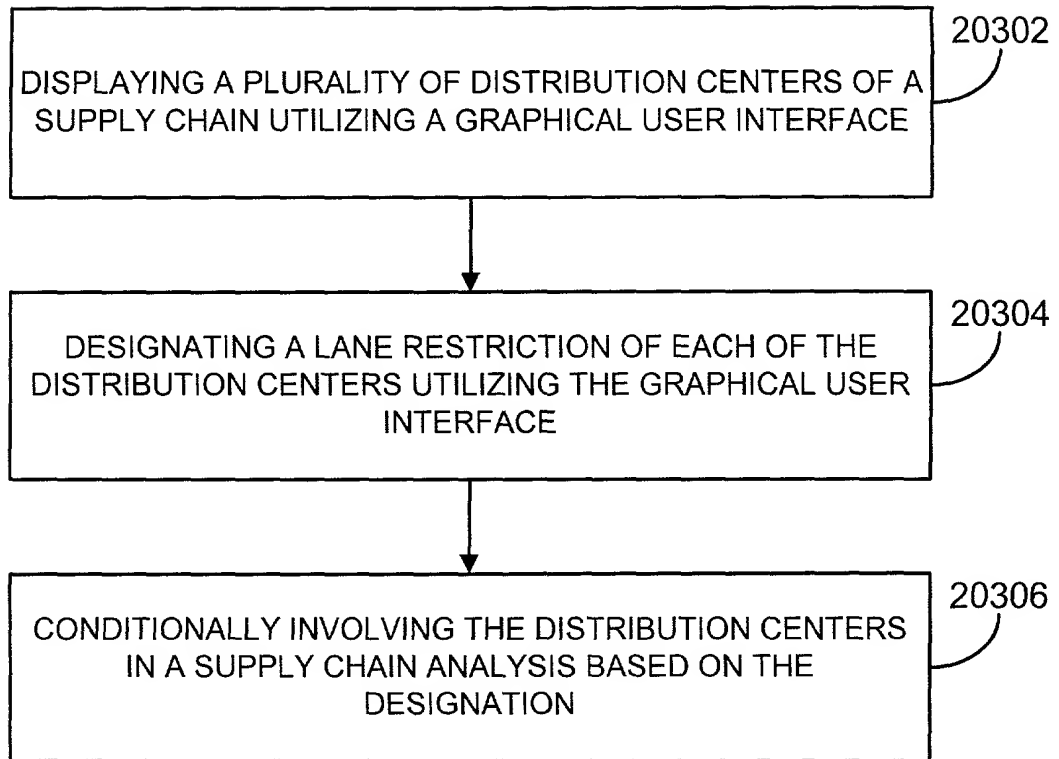 20302
DISPLAYING A PLURALITY OF DISTRIBUTION CENTERS OF A
SUPPLY CHAIN UTILIZING A GRAPHICAL USER INTERFACE
20304
DESIGNATING A LANE RESTRICTION OF EACH OF THE
DISTRIBUTION CENTERS UTILIZING THE GRAPHICAL USER
INTERFACE
20306
CONDITIONALLY INVOLVING THE DISTRIBUTION CENTERS
IN A SUPPLY CHAIN ANALYSIS BASED ON THE
DESIGNATION